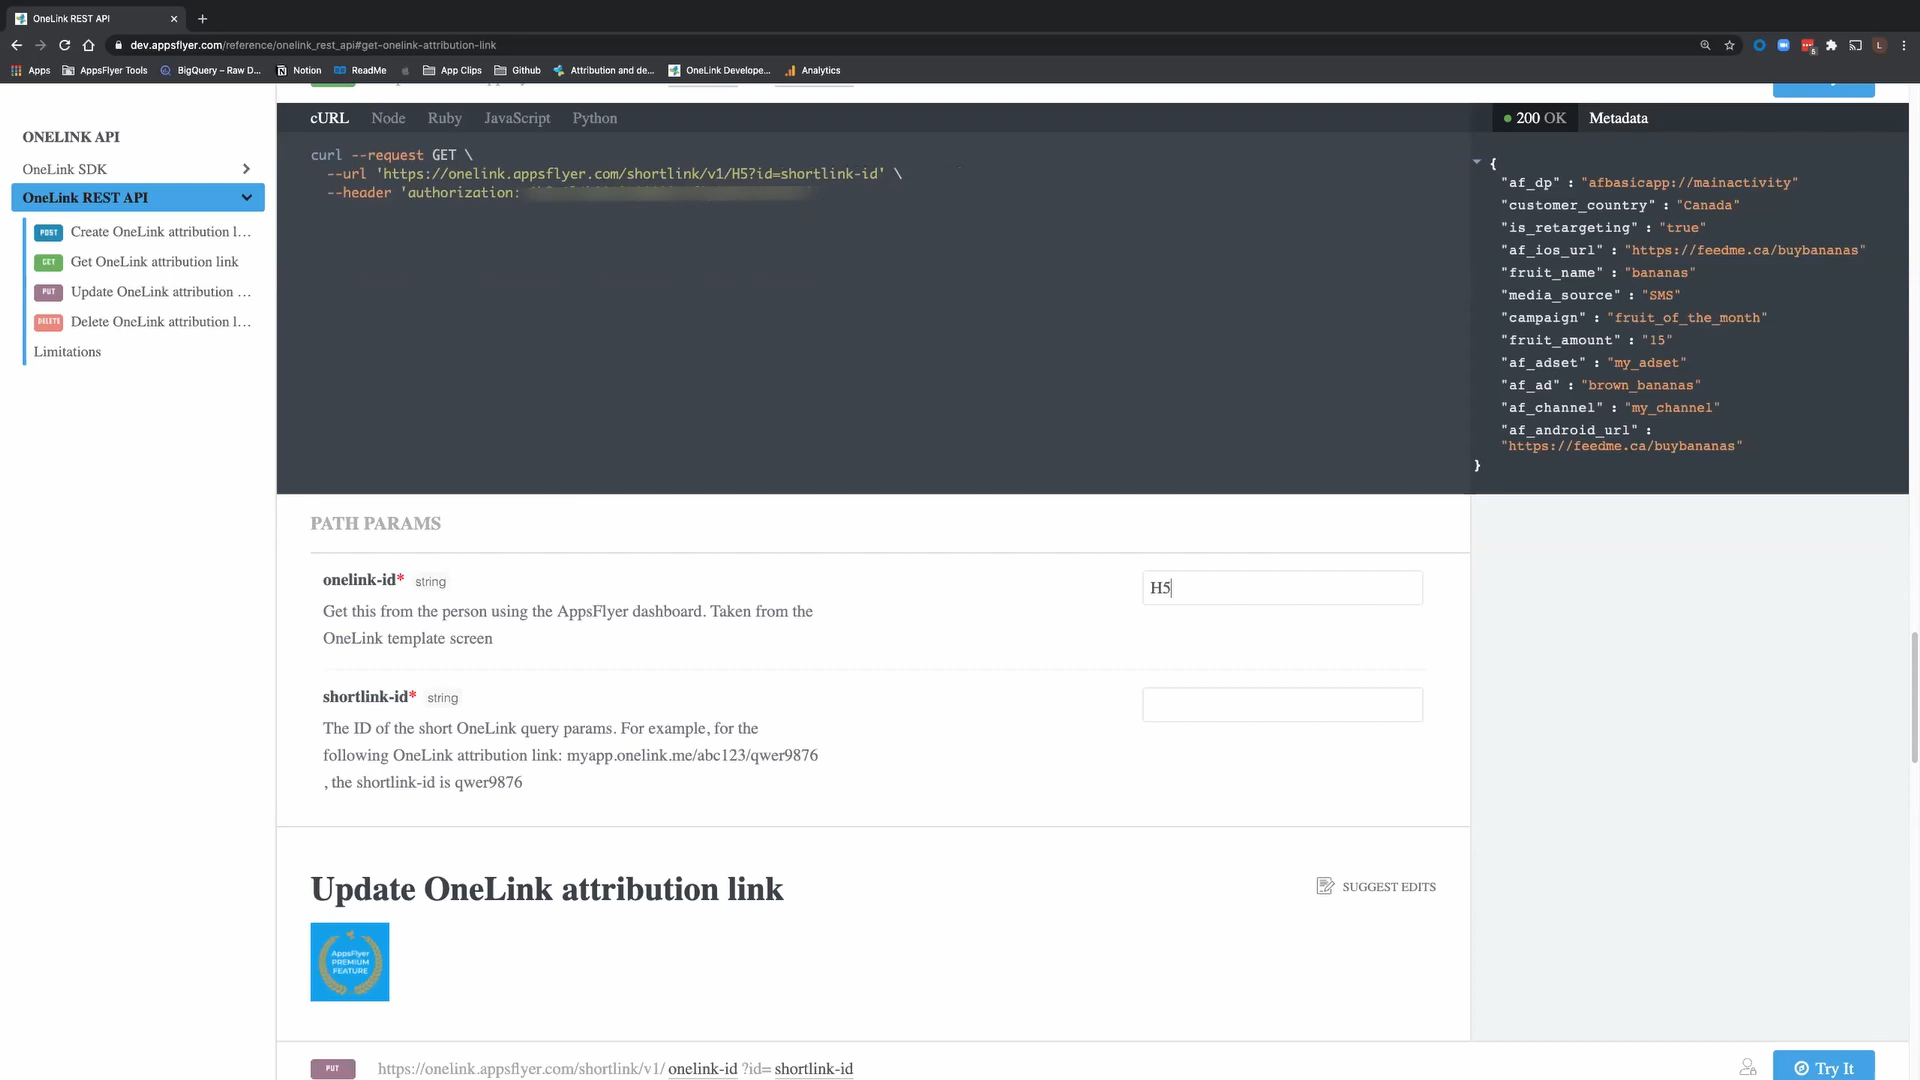 OneLink REST API
dev.appsflyer.com/reference/onelink_rest_api#get-onelink-attribution-link
L
Apps
AppsFlyer Tools
BigQuery – Raw D...
Notion
ReadMe
App Clips
Github
Attribution and de...
OneLink Develope...
Analytics
ONELINK API
OneLink SDK
OneLink REST API
POST Create OneLink attribution l...
GET Get OneLink attribution link
PUT Update OneLink attribution ...
DELETE Delete OneLink attribution l...
Limitations
cURL Node Ruby JavaScript Python
curl --request GET \
--url 'https://onelink.appsflyer.com/shortlink/v1/H5?id=shortlink-id' \
--header 'authorization:
200 OK Metadata
{
"af_dp" : "afbasicapp://mainactivity"
"customer_country" : "Canada"
"is_retargeting" : "true"
"af_ios_url" : "https://feedme.ca/buybananas"
"fruit_name" : "bananas"
"media_source" : "SMS"
"campaign" : "fruit_of_the_month"
"fruit_amount" : "15"
"af_adset" : "my_adset"
"af_ad" : "brown_bananas"
"af_channel" : "my_channel"
"af_android_url" :
"https://feedme.ca/buybananas"
}
PATH PARAMS
onelink-id* string
H5
Get this from the person using the AppsFlyer dashboard. Taken from the
OneLink template screen
shortlink-id* string
The ID of the short OneLink query params. For example, for the
following OneLink attribution link: myapp.onelink.me/abc123/qwer9876
, the shortlink-id is qwer9876
Update OneLink attribution link
SUGGEST EDITS
AppsFlyer
PREMIUM
FEATURE
PUT https://onelink.appsflyer.com/shortlink/v1/ onelink-id ?id= shortlink-id
Try It